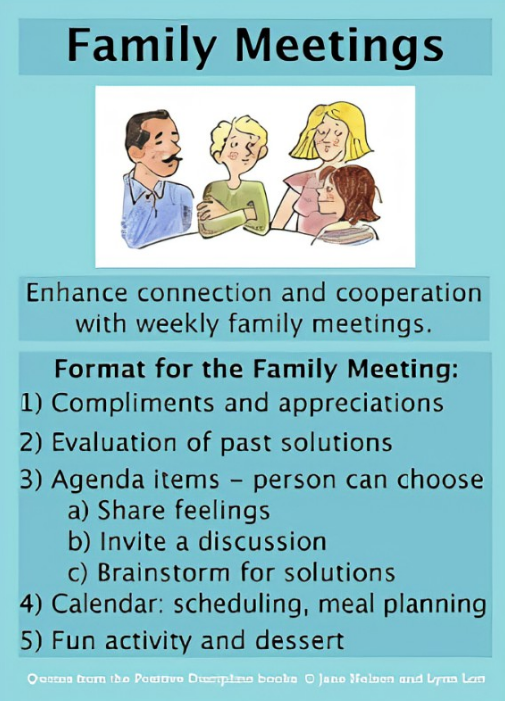 Family Meetings
Enhance connection and cooperation
with weekly family meetings.
Format for the Family Meeting:
1) Compliments and appreciations
2) Evaluation of past solutions
3) Agenda items – person can choose
a) Share feelings
b) Invite a discussion
c) Brainstorm for solutions
4) Calendar: scheduling, meal planning
5) Fun activity and dessert
from the Positive Discipline books © Jane Nelsen and Lynn